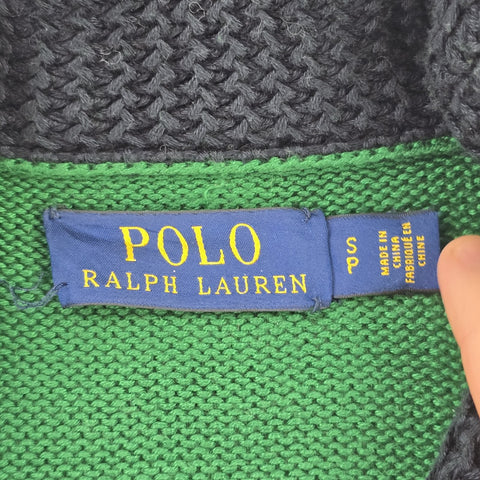 POLO
RALPH LAUREN
S
P
MADE IN
CHINA
FABRIQUÉ EN
CHINE